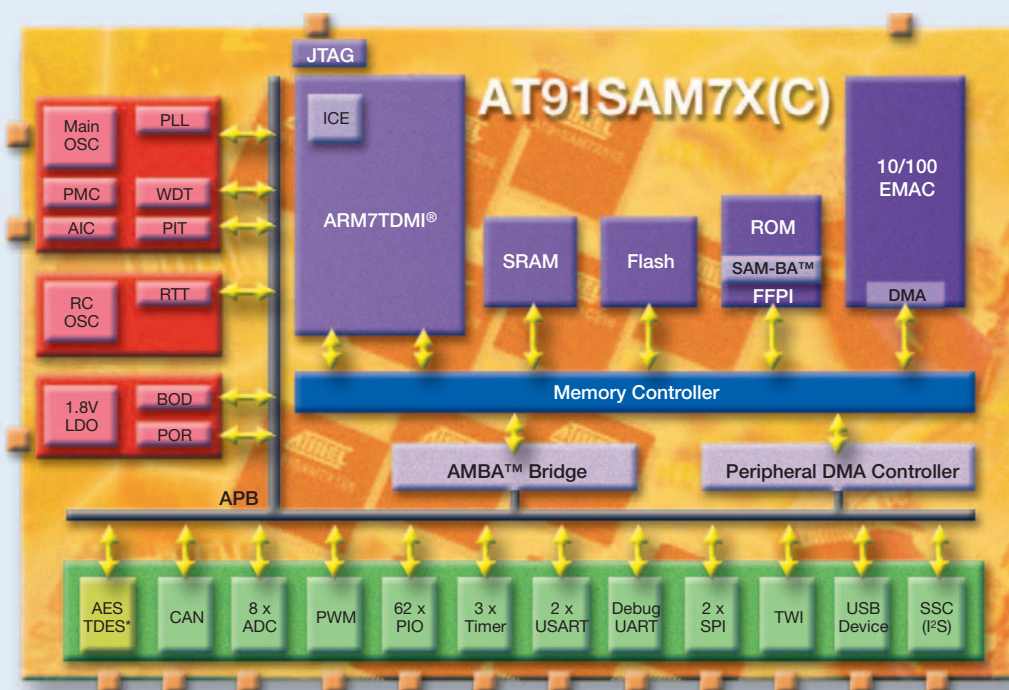 JTAG
AT91SAM7X(C)
Main
OSC
PLL
PMC
WDT
AIC
PIT
RC
OSC
RTT
1.8V
LDO
BOD
POR
ICE
ARM7TDMI®
SRAM
Flash
ROM
SAM-BA™
FFPI
10/100
EMAC
DMA
Memory Controller
AMBA™ Bridge
Peripheral DMA Controller
APB
AES
TDES*
CAN
8 x
ADC
PWM
62 x
PIO
3 x
Timer
2 x
USART
Debug
UART
2 x
SPI
TWI
USB
Device
SSC
(I²S)
ATMEL
ATMEL